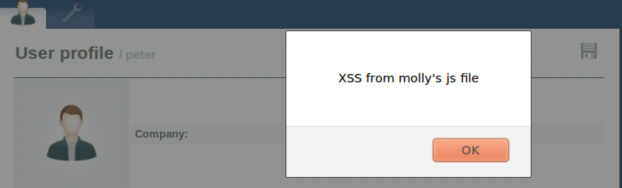 User profile / peter
XSS from molly's js file
Company:
OK